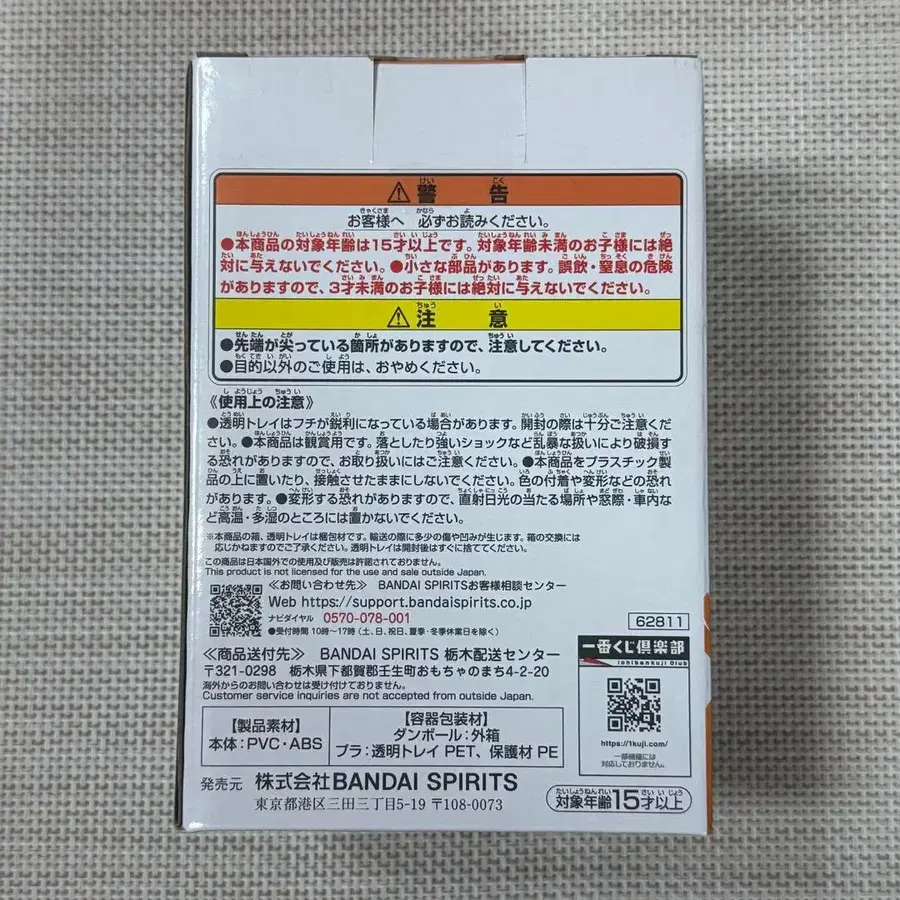 ⚠警告
お客様へ 必ずお読みください。
●本商品の対象年齢は15才以上です。対象年齢未満のお子様には絶
対に与えないでください。●小さな部品があります。誤飲・窒息の危険
がありますので、3才未満のお子様には絶対に与えないでください。
⚠注意
●先端が尖っている箇所がありますので、注意してください。
●目的以外のご使用は、おやめください。
《使用上の注意》
●透明トレイはフチが鋭利になっている場合があります。開封の際は十分ご注意くだ
さい。●本商品は観賞用です。落としたり強いショックなど乱暴な扱いにより破損す
る恐れがありますので、お取り扱いにはご注意ください。●本商品をプラスチック製
品の上に置いたり、接触させたままにしないでください。色の付着や変形などの恐れ
があります。●変形する恐れがありますので、直射日光の当たる場所や窓際・車内な
ど高温・多湿のところには置かないでください。
※本商品の箱、透明トレイは梱包材です。輸送の際に多少の傷や凹みが生じます。箱の交換には
応じかねますのでご了承ください。透明トレイは開封後はすぐに捨ててください。
この商品は日本国外での使用及び販売は許諾されておりません。
This product is not licensed for the use and sale outside Japan.
≪お問い合わせ先≫ BANDAI SPIRITSお客様相談センター
Web https://support.bandaispirits.co.jp
ナビダイヤル 0570-078-001
●受付時間 10時〜17時(土、日、祝日、夏季・冬季休業日を除く)
62811
≪商品送付先≫ BANDAI SPIRITS 栃木配送センター
〒321-0298 栃木県下都賀郡壬生町おもちゃのまち4-2-20
海外からのお問い合わせは受け付けておりません。
Customer service inquiries are not accepted from outside Japan.
一番くじ倶楽部
ichibankuji Club
https://1kuji.com/
一部機種には
対応しておりません。
【製品素材】
本体:PVC・ABS
【容器包装材】
ダンボール:外箱
プラ:透明トレイ PET、保護材 PE
発売元 株式会社BANDAI SPIRITS
東京都港区三田三丁目5-19 〒108-0073
対象年齢15才以上